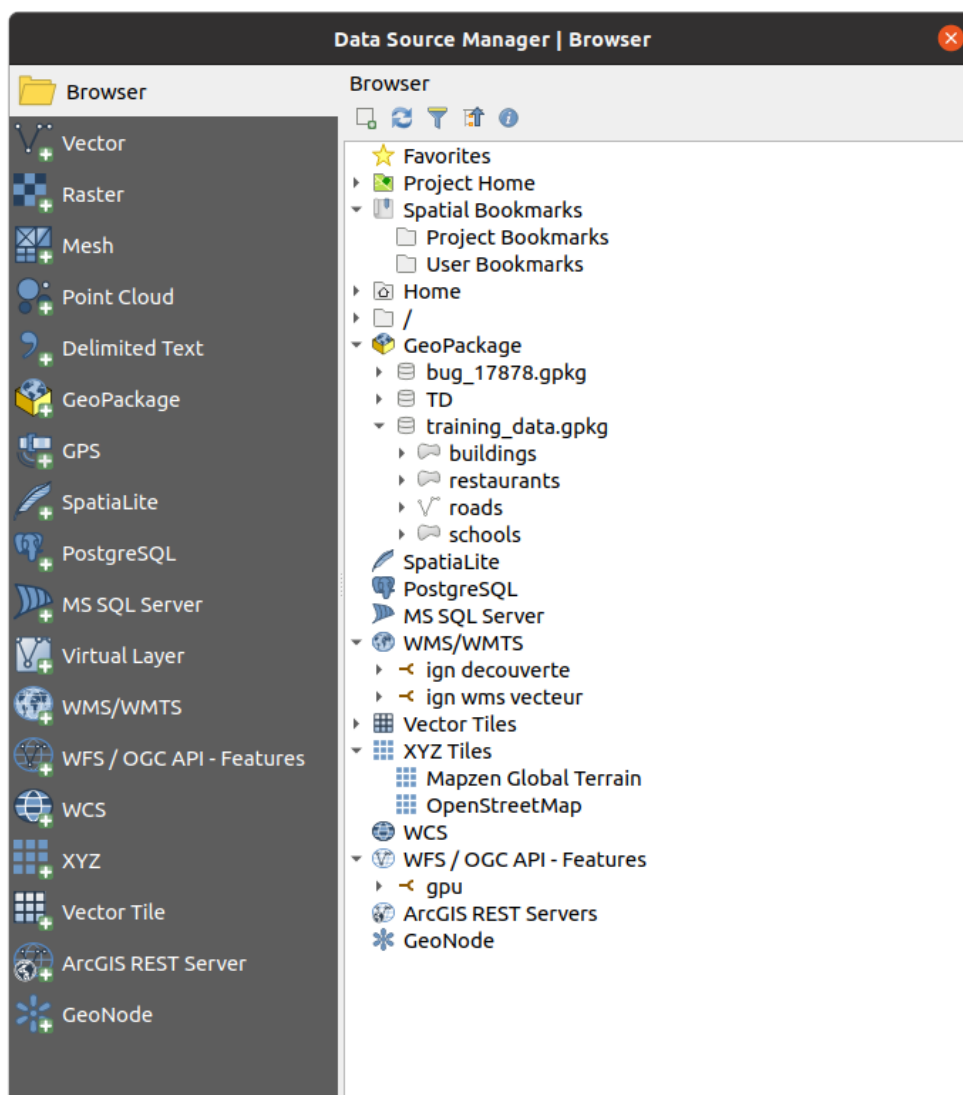 Data Source Manager | Browser
Browser
Vector
Raster
Mesh
Point Cloud
Delimited Text
GeoPackage
GPS
SpatiaLite
PostgreSQL
MS SQL Server
Virtual Layer
WMS/WMTS
WFS / OGC API - Features
WCS
XYZ
Vector Tile
ArcGIS REST Server
GeoNode
Browser
Favorites
Project Home
Spatial Bookmarks
Project Bookmarks
User Bookmarks
Home
/
GeoPackage
bug_17878.gpkg
TD
training_data.gpkg
buildings
restaurants
roads
schools
SpatiaLite
PostgreSQL
MS SQL Server
WMS/WMTS
ign decouverte
ign wms vecteur
Vector Tiles
XYZ Tiles
Mapzen Global Terrain
OpenStreetMap
WCS
WFS / OGC API - Features
gpu
ArcGIS REST Servers
GeoNode